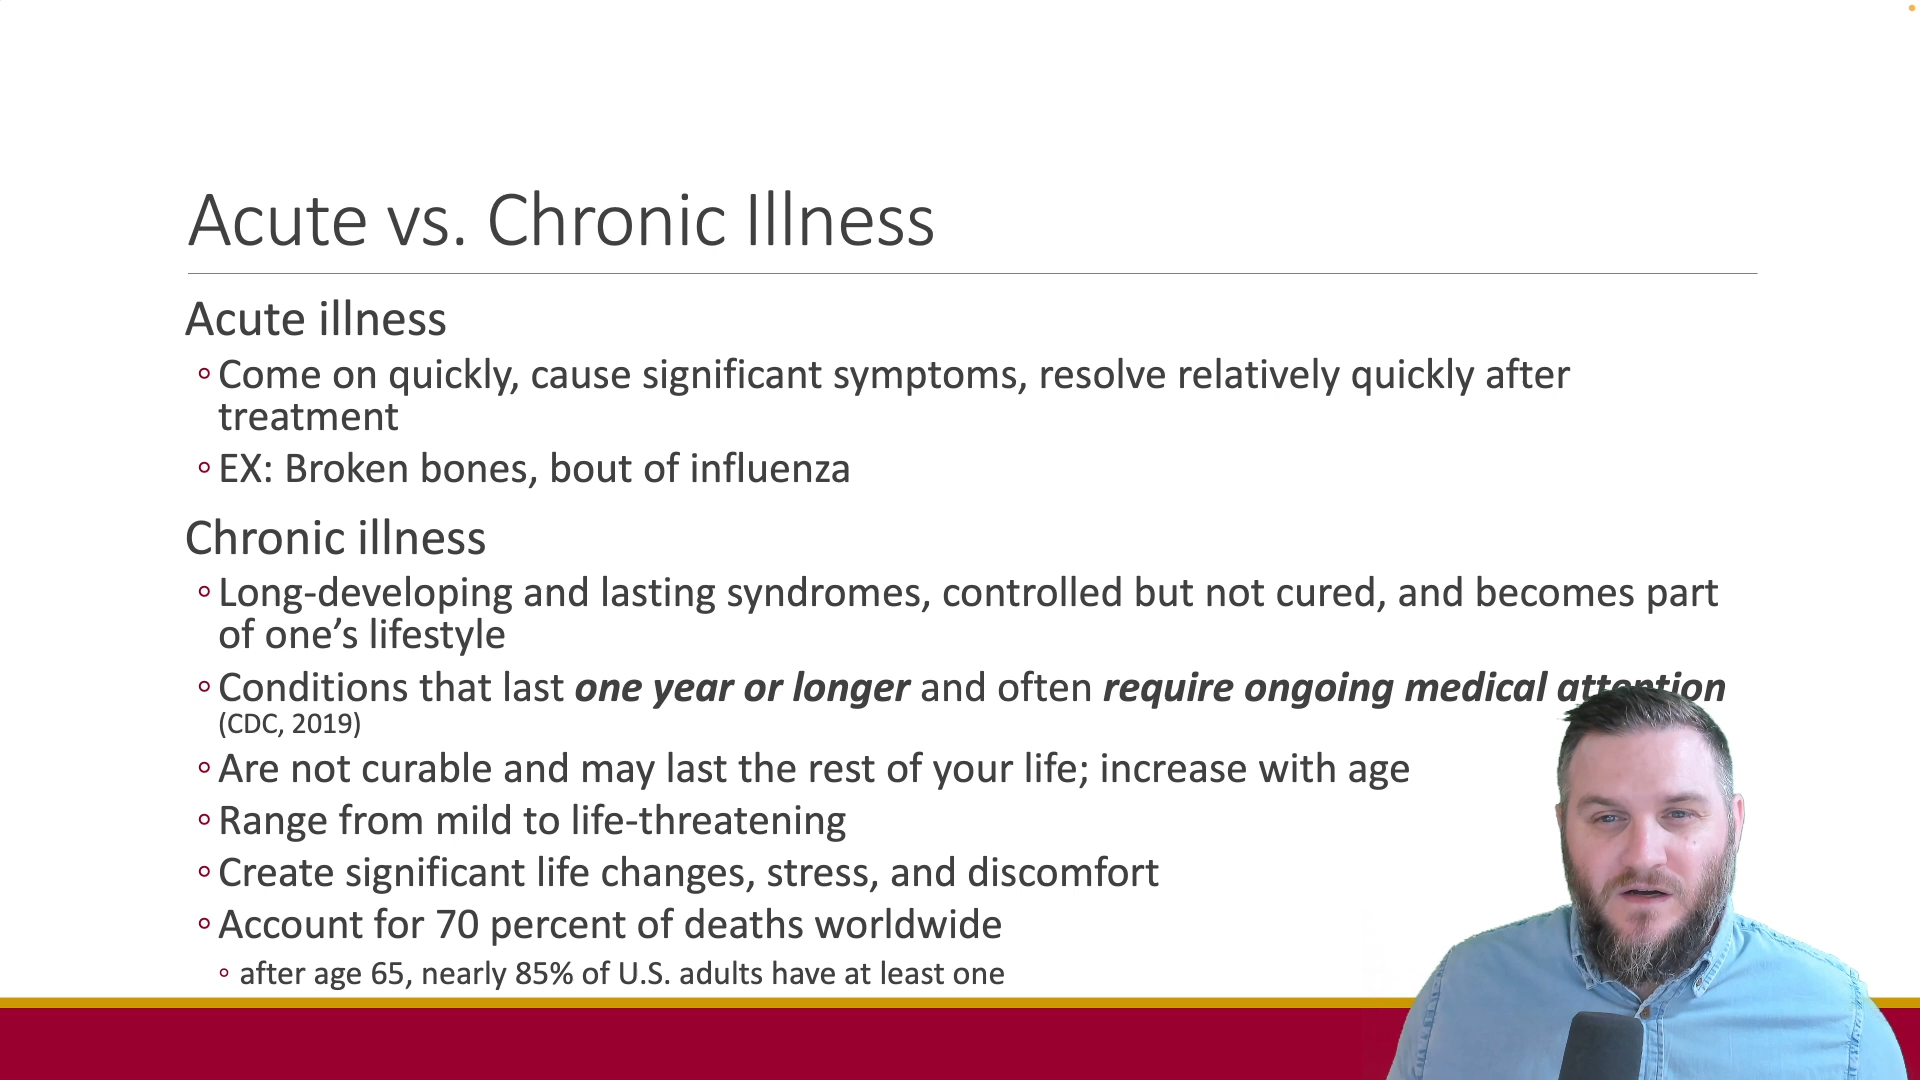 Acute vs. Chronic Illness
Acute illness
◦Come on quickly, cause significant symptoms, resolve relatively quickly after
treatment
◦EX: Broken bones, bout of influenza
Chronic illness
◦Long-developing and lasting syndromes, controlled but not cured, and becomes part
of one’s lifestyle
◦Conditions that last one year or longer and often require ongoing medical attention
(CDC, 2019)
◦Are not curable and may last the rest of your life; increase with age
◦Range from mild to life-threatening
◦Create significant life changes, stress, and discomfort
◦Account for 70 percent of deaths worldwide
◦ after age 65, nearly 85% of U.S. adults have at least one